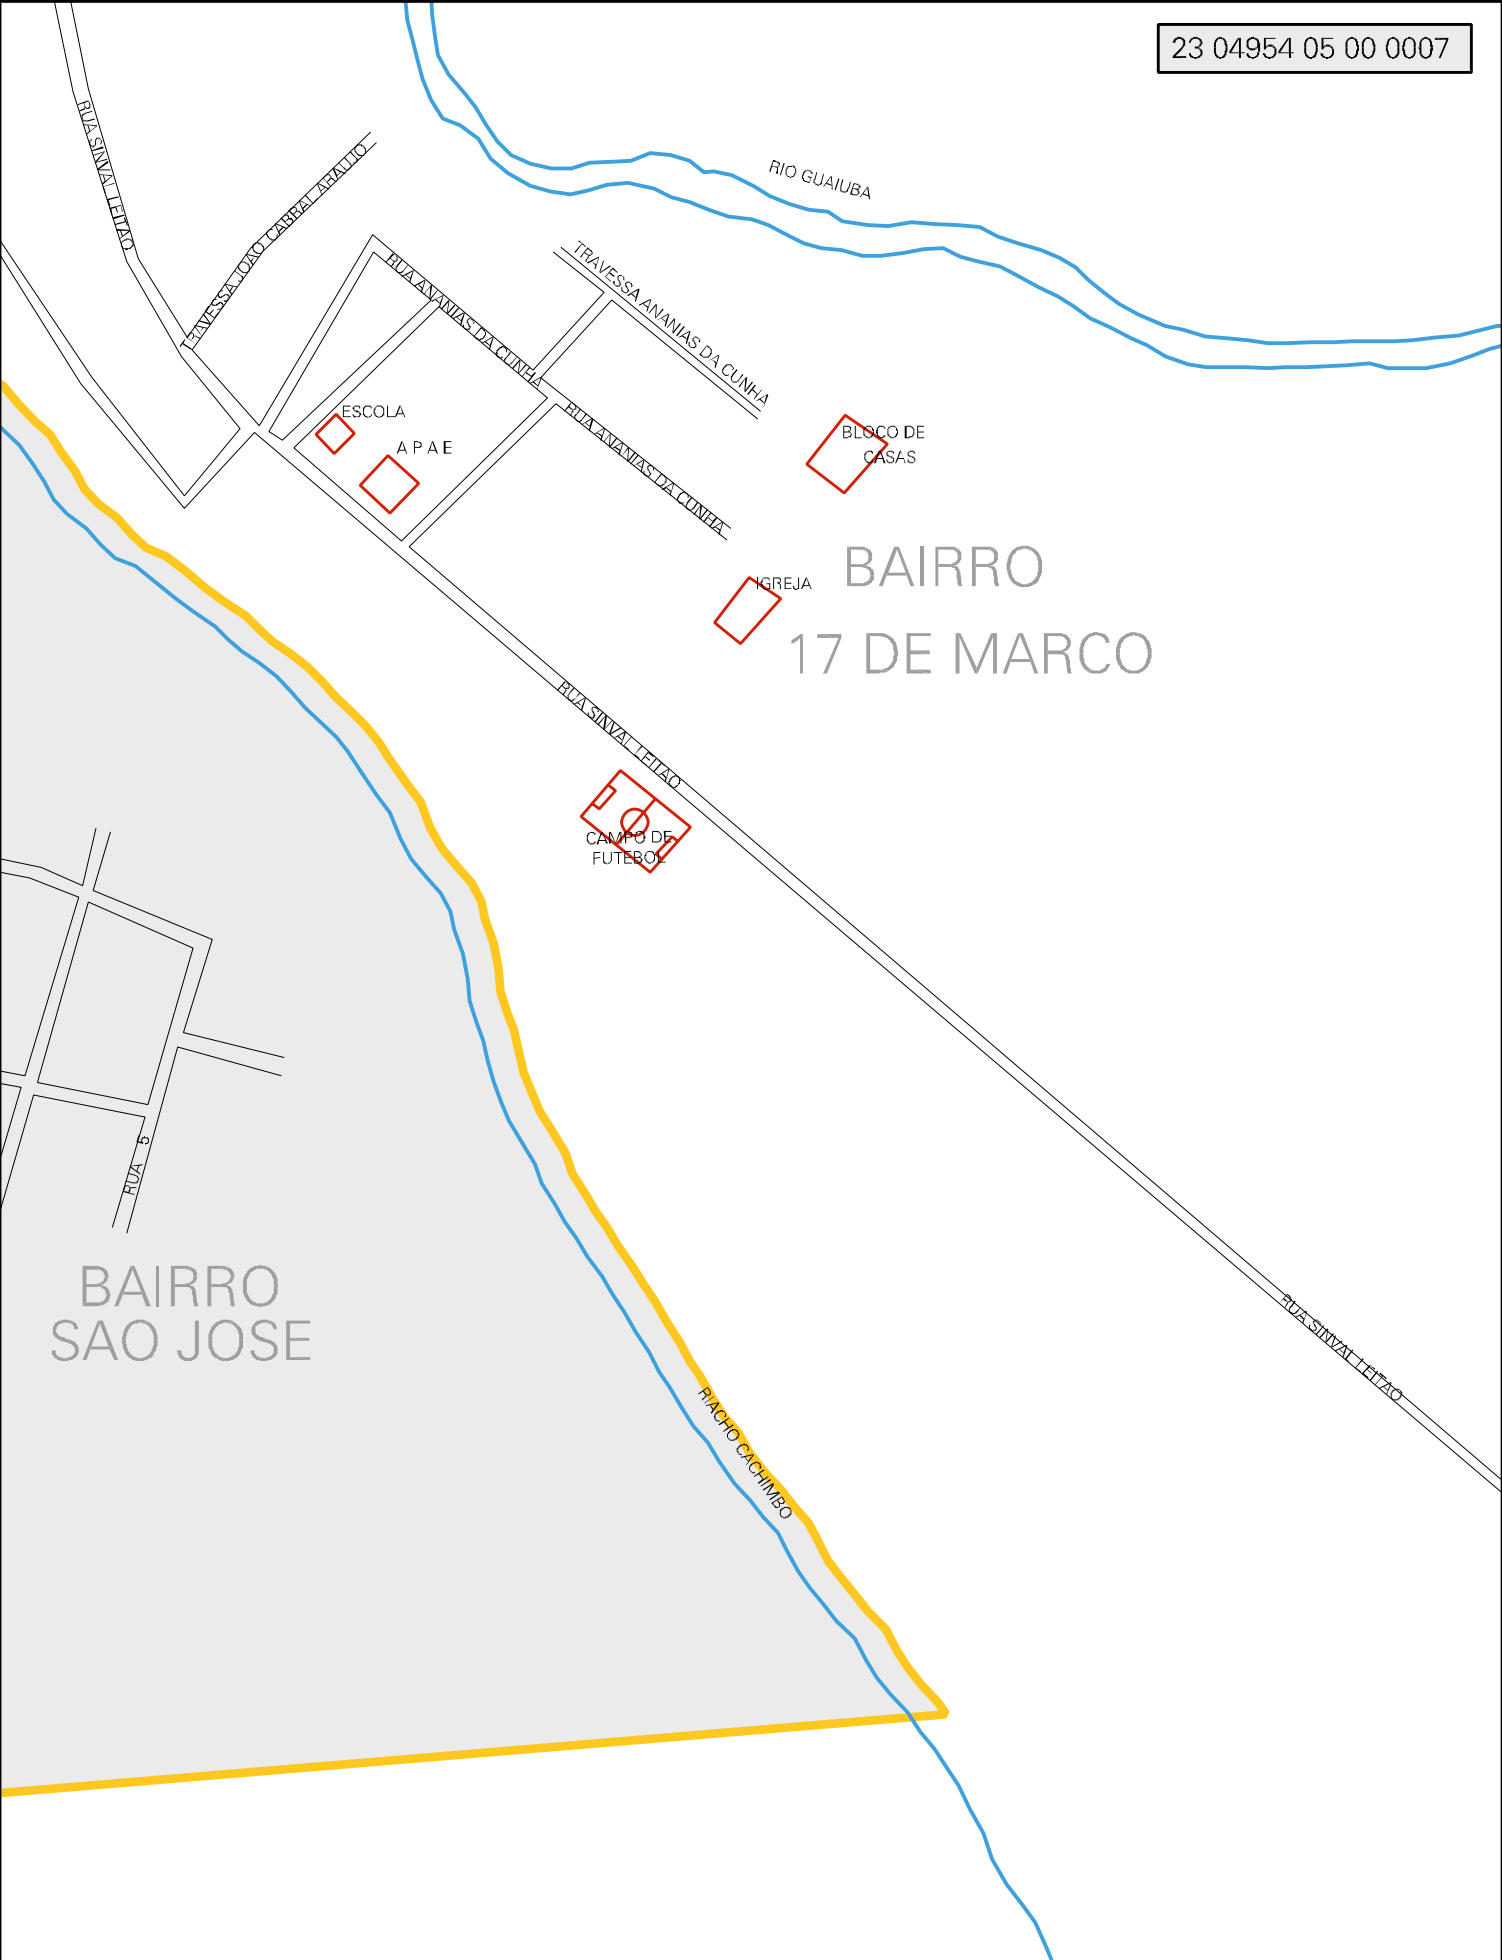 23 04954 05 00 0007
RUA SINVAL LEITAO
TRAVESSA JOAO CABRAL ARAUJO
RIO GUAIUBA
RUA ANANIAS DA CUNHA
TRAVESSA ANANIAS DA CUNHA
ESCOLA
A P A E
RUA ANANIAS DA CUNHA
BLOCO DE
CASAS
BAIRRO
17 DE MARCO
IGREJA
RUA SINVAL LEITAO
CAMPO DE
FUTEBOL
RUA 5
BAIRRO
SAO JOSE
RUA SINVAL LEITAO
RIACHO CACHIMBO